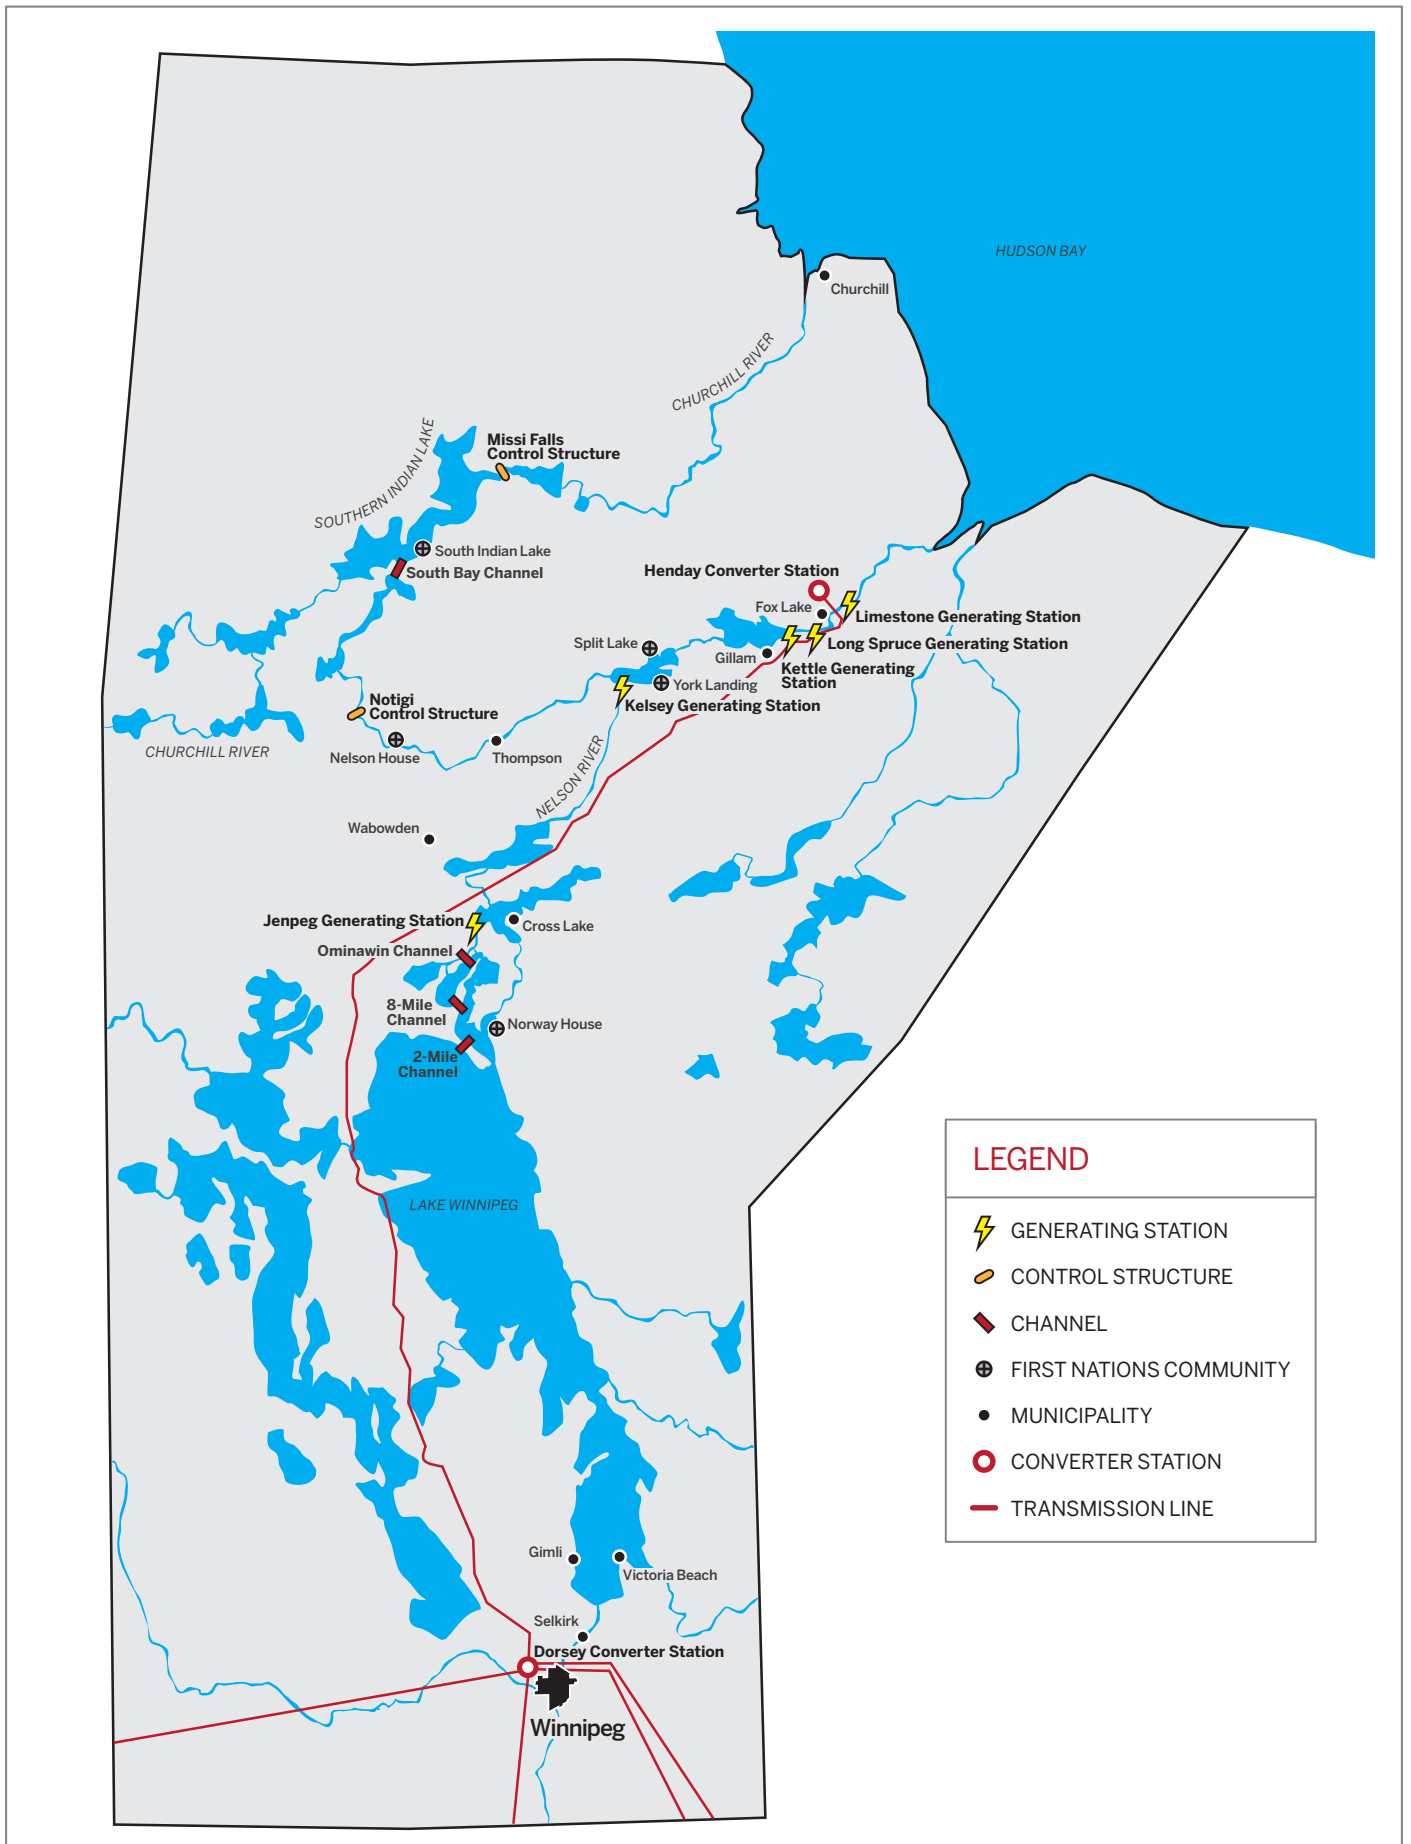 HUDSON BAY
Churchill
CHURCHILL RIVER
SOUTHERN INDIAN LAKE
Missi Falls
Control Structure
South Indian Lake
South Bay Channel
Henday Converter Station
Fox Lake
Limestone Generating Station
Long Spruce Generating Station
Split Lake
Gillam
Kettle Generating
Station
York Landing
Kelsey Generating Station
Notigi
Control Structure
CHURCHILL RIVER
Nelson House
Thompson
NELSON RIVER
Wabowden
Jenpeg Generating Station
Cross Lake
Ominawin Channel
8-Mile
Channel
Norway House
2-Mile
Channel
LAKE WINNIPEG
LEGEND
GENERATING STATION
CONTROL STRUCTURE
CHANNEL
FIRST NATIONS COMMUNITY
MUNICIPALITY
CONVERTER STATION
TRANSMISSION LINE
Gimli
Victoria Beach
Selkirk
Dorsey Converter Station
Winnipeg